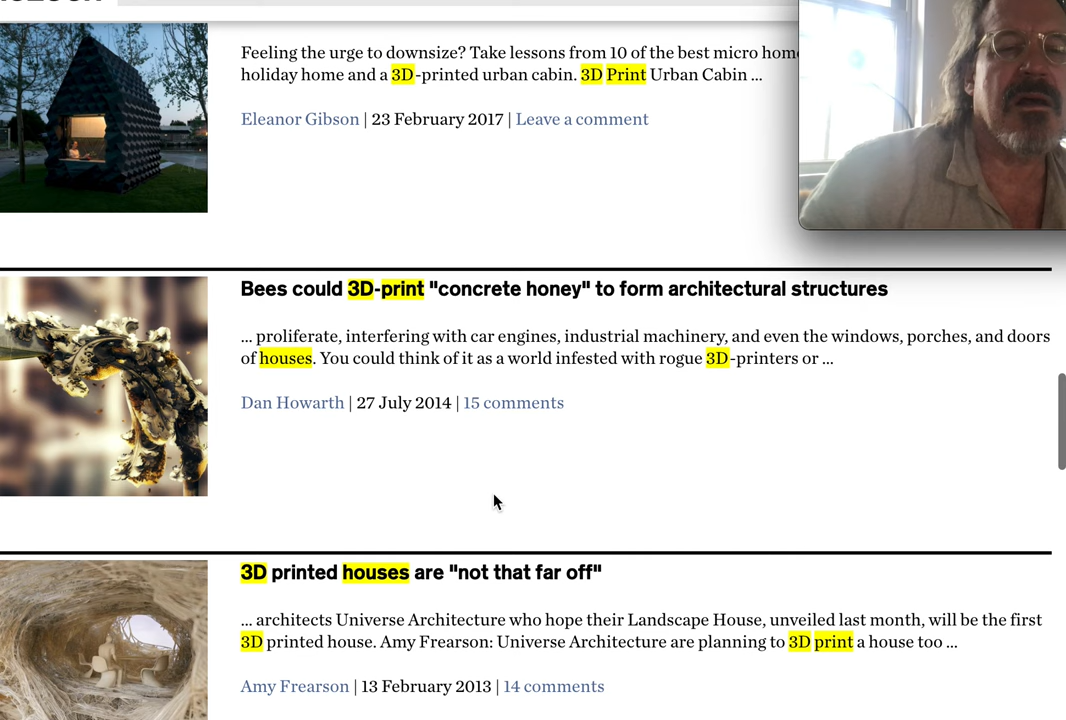 Feeling the urge to downsize? Take lessons from 10 of the best micro
holiday home and a 3D-printed urban cabin. 3D Print Urban Cabin ...
Eleanor Gibson | 23 February 2017 | Leave a comment
Bees could 3D-print "concrete honey" to form architectural structures
... proliferate, interfering with car engines, industrial machinery, and even the windows, porches, and doors
of houses. You could think of it as a world infested with rogue 3D-printers or ...
Dan Howarth | 27 July 2014 | 15 comments
3D printed houses are "not that far off"
... architects Universe Architecture who hope their Landscape House, unveiled last month, will be the first
3D printed house. Amy Frearson: Universe Architecture are planning to 3D print a house too ...
Amy Frearson | 13 February 2013 | 14 comments